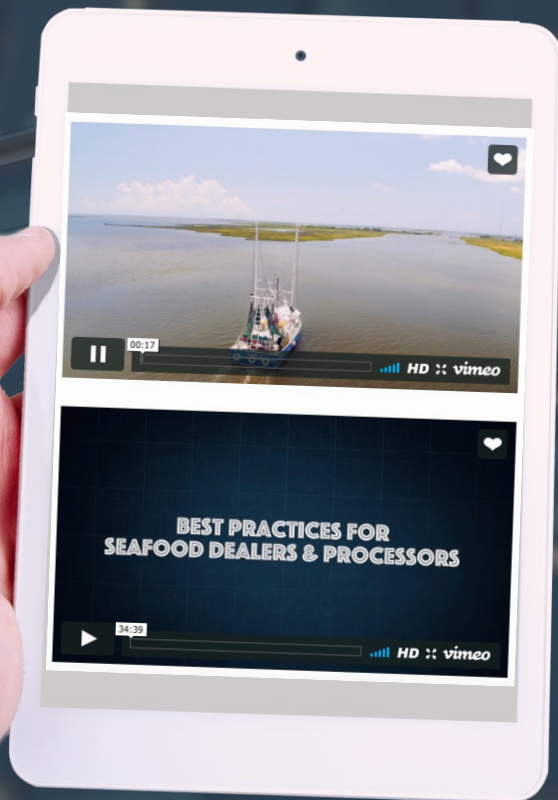 00:17
HD vimeo
BEST PRACTICES FOR
SEAFOOD DEALERS & PROCESSORS
34:39
HD vimeo